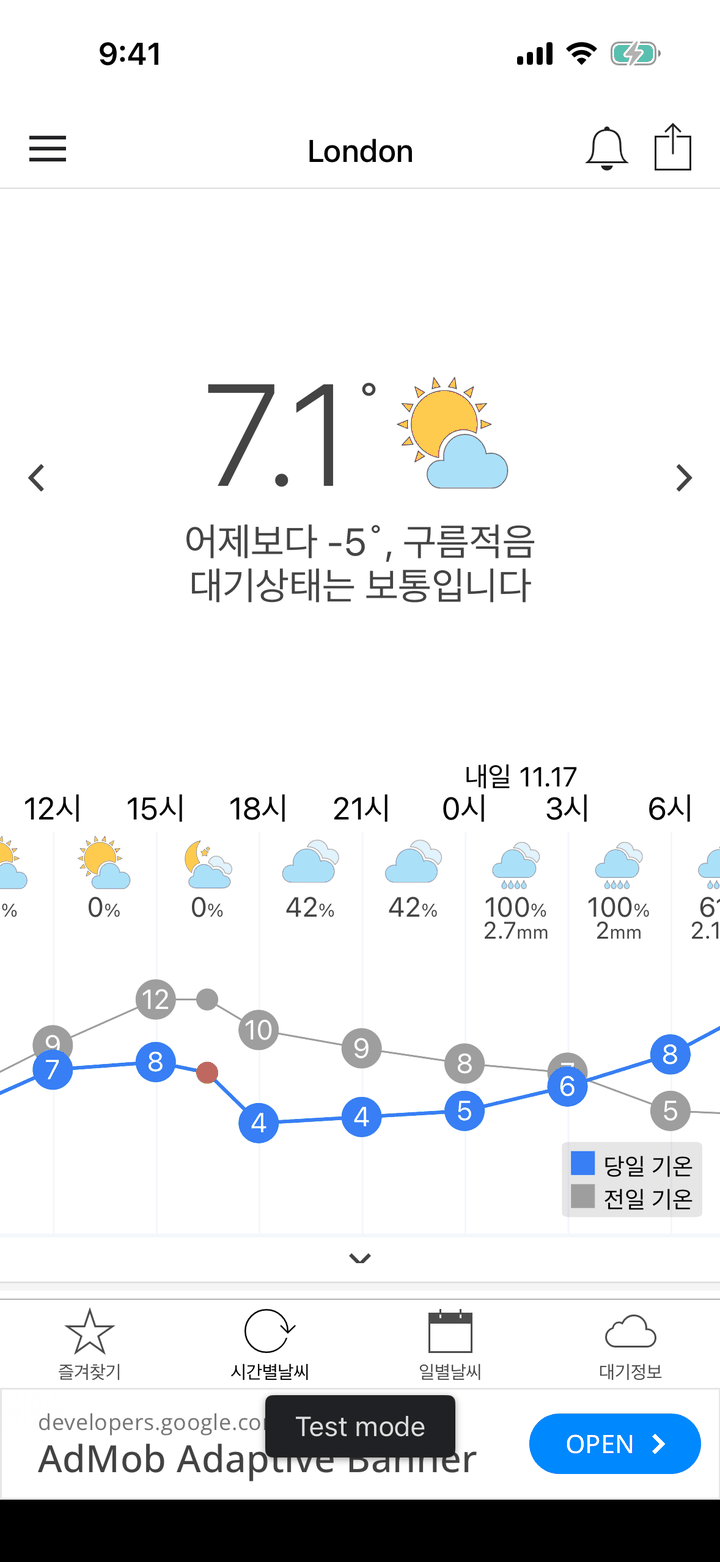 9:41
London
7.1°
어제보다 -5°, 구름적음
대기상태는 보통입니다
내일 11.17
12시 15시 18시 21시 0시 3시 6시
% 0% 0% 42% 42% 100% 100%
2.7mm 2mm
12
10
9 9 8
7 8 4 4 5 6 8 5
당일 기온
전일 기온
즐겨찾기 시간별날씨 일별날씨 대기정보
developers.google.co
Test mode
AdMob Adaptive Banner
OPEN